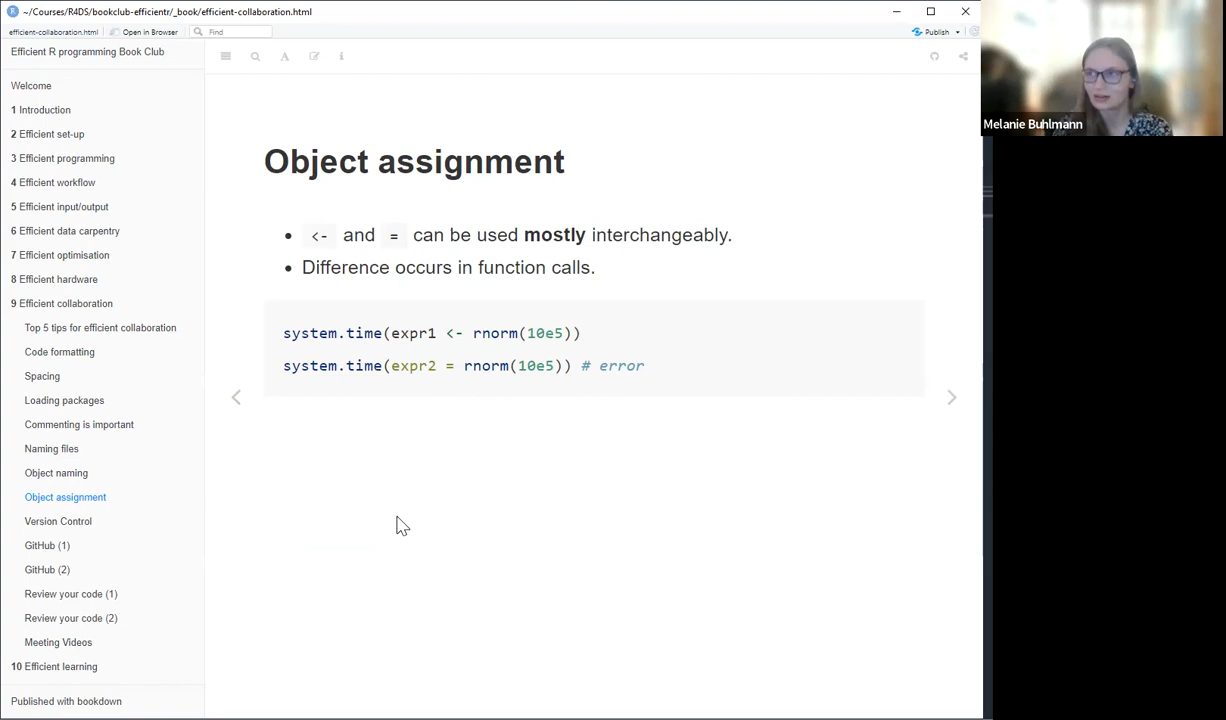 ~/Courses/R4DS/bookclub-efficientr/_book/efficient-collaboration.html
efficient-collaboration.html
Open in Browser
Find
Publish
Efficient R programming Book Club
Welcome
1 Introduction
2 Efficient set-up
3 Efficient programming
4 Efficient workflow
5 Efficient input/output
6 Efficient data carpentry
7 Efficient optimisation
8 Efficient hardware
9 Efficient collaboration
Top 5 tips for efficient collaboration
Code formatting
Spacing
Loading packages
Commenting is important
Naming files
Object naming
Object assignment
Version Control
GitHub (1)
GitHub (2)
Review your code (1)
Review your code (2)
Meeting Videos
10 Efficient learning
Published with bookdown
Object assignment
• <- and = can be used mostly interchangeably.
• Difference occurs in function calls.
system.time(expr1 <- rnorm(10e5))
system.time(expr2 = rnorm(10e5)) # error
Melanie Buhlmann